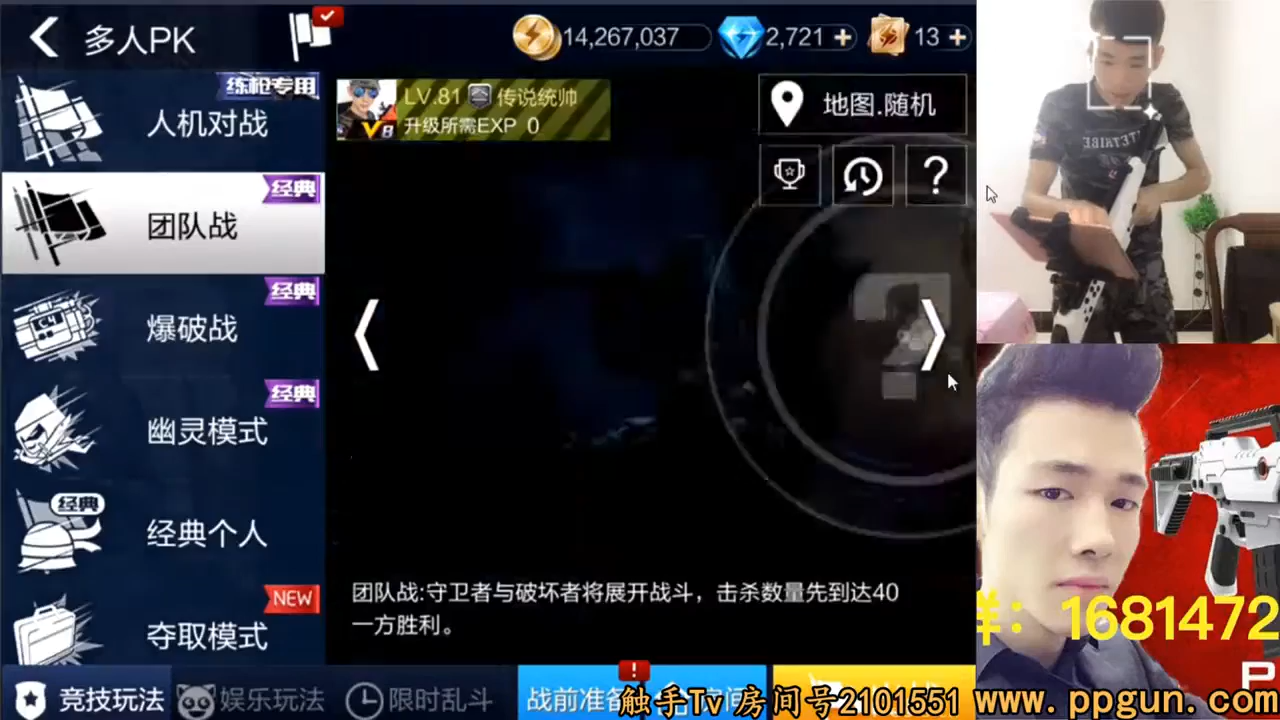 多人PK
14,267,037
2,721
13
练枪专用
人机对战
经典
团队战
经典
爆破战
经典
幽灵模式
经典
经典个人
NEW
夺取模式
LV.81 传说统帅
V8 升级所需EXP 0
地图.随机
?
团队战:守卫者与破坏者将展开战斗，击杀数量先到达40
一方胜利。
1681472
P
竞技玩法
娱乐玩法
限时乱斗
战前准备
!
触手Tv 房间号2101551 www.ppgun.com